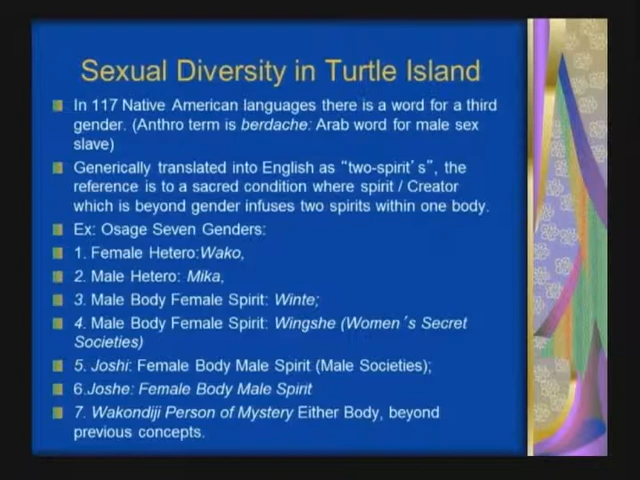 Sexual Diversity in Turtle Island
In 117 Native American languages there is a word for a third
gender. (Anthro term is berdache: Arab word for male sex
slave)
Generically translated into English as “two-spirit´s”, the
reference is to a sacred condition where spirit / Creator
which is beyond gender infuses two spirits within one body.
Ex: Osage Seven Genders:
1. Female Hetero:Wako,
2. Male Hetero: Mika,
3. Male Body Female Spirit: Winte;
4. Male Body Female Spirit: Wingshe (Women´s Secret
Societies)
5. Joshi: Female Body Male Spirit (Male Societies);
6.Joshe: Female Body Male Spirit
7. Wakondiji Person of Mystery Either Body, beyond
previous concepts.